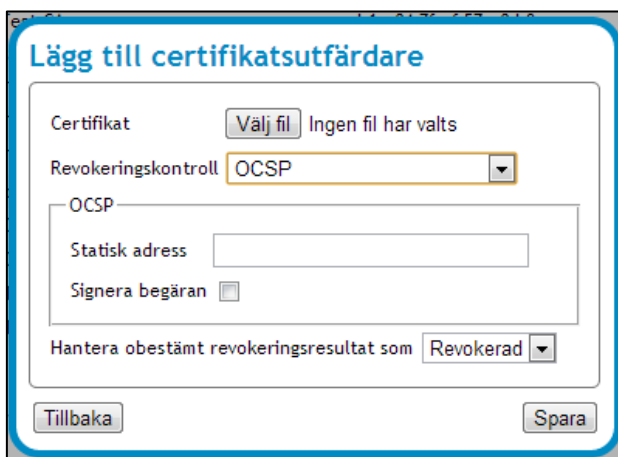 Lägg till certifikatsutfärdare
Certifikat Välj fil Ingen fil har valts
Revokeringskontroll OCSP
OCSP
Statisk adress
Signera begäran
Hantera obestämt revokeringsresultat som Revokerad
Tillbaka Spara